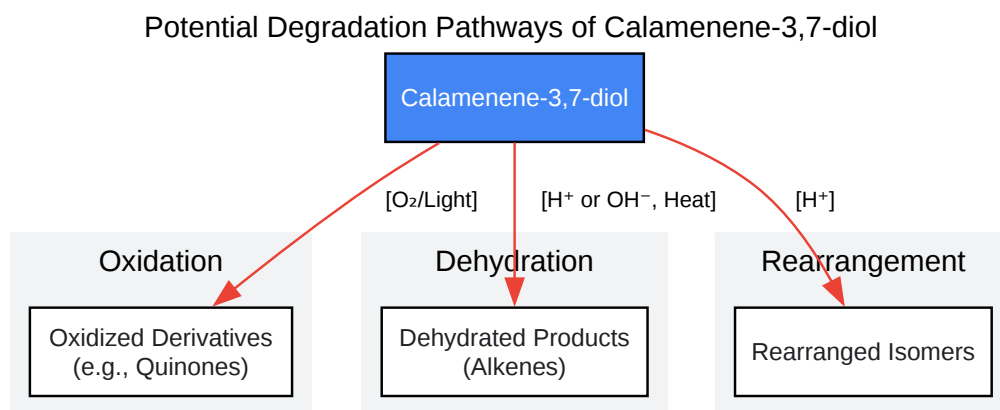 Potential Degradation Pathways of Calamenene-3,7-diol
Calamenene-3,7-diol
[O₂/Light]
[H⁺ or OH⁻, Heat]
[H⁺]
Oxidation
Dehydration
Rearrangement
Oxidized Derivatives
(e.g., Quinones)
Dehydrated Products
(Alkenes)
Rearranged Isomers